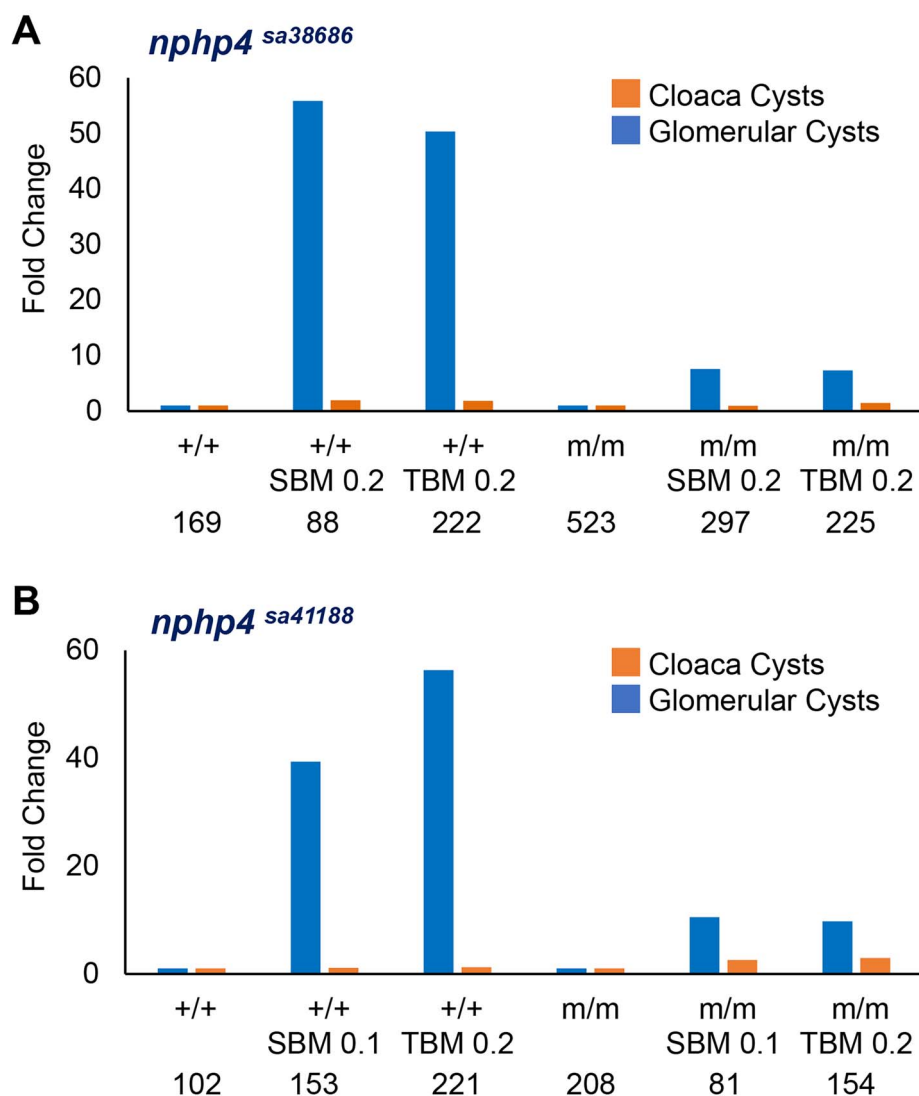 A
nphp4 sa38686
60
50
40
30
20
10
0
Fold Change
Cloaca Cysts
Glomerular Cysts
+/+ +/+ +/+ m/m m/m m/m
SBM 0.2 TBM 0.2 SBM 0.2 TBM 0.2
169 88 222 523 297 225
B
nphp4 sa41188
60
40
20
0
Fold Change
Cloaca Cysts
Glomerular Cysts
+/+ +/+ +/+ m/m m/m m/m
SBM 0.1 TBM 0.2 SBM 0.1 TBM 0.2
102 153 221 208 81 154